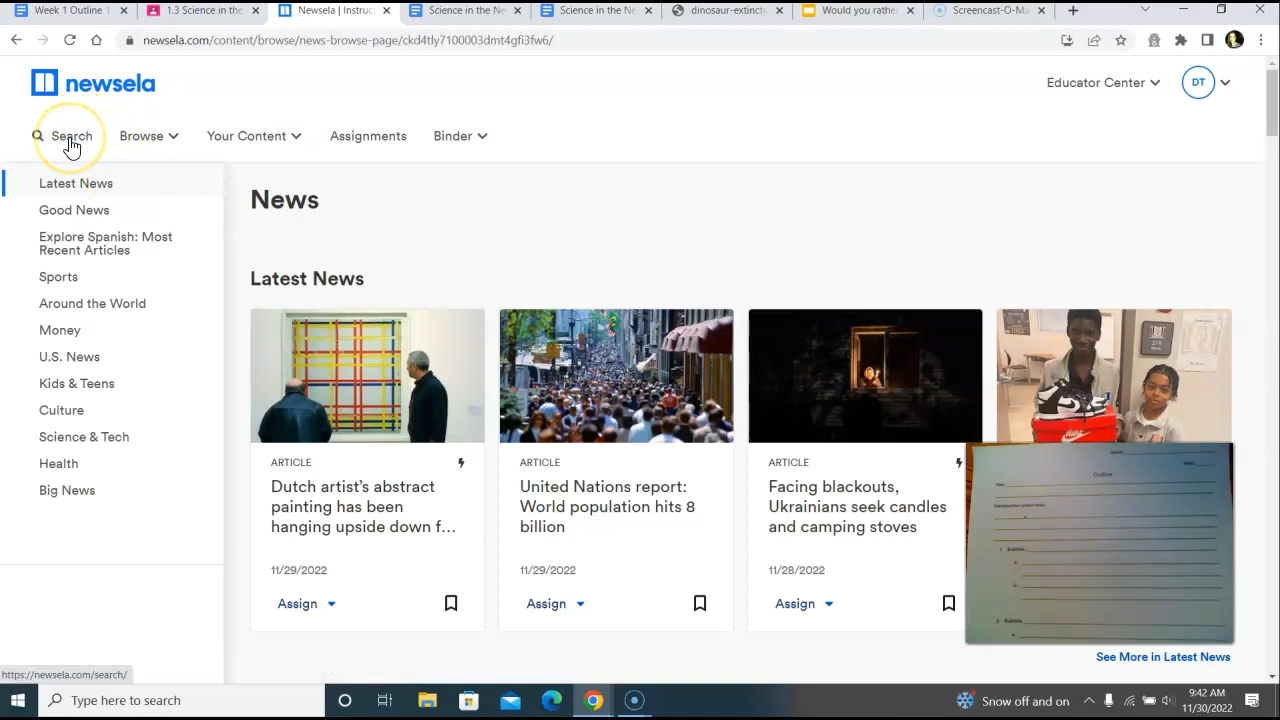 Week 1 Outline 1
1.3 Science in the
Newsela | Instruc
Science in the Ne
Science in the Ne
dinosaur-extincti
Would you rathe
Screencast-O-Ma
newsela.com/content/browse/news-browse-page/ckd4tly7100003dmt4gfi3fw6/
newsela
Educator Center
DT
Search
Browse
Your Content
Assignments
Binder
Latest News
Good News
Explore Spanish: Most
Recent Articles
Sports
Around the World
Money
U.S. News
Kids & Teens
Culture
Science & Tech
Health
Big News
News
Latest News
ARTICLE
Dutch artist's abstract
painting has been
hanging upside down f...
11/29/2022
Assign
ARTICLE
United Nations report:
World population hits 8
billion
11/29/2022
Assign
ARTICLE
Facing blackouts,
Ukrainians seek candles
and camping stoves
11/28/2022
Assign
Outline
1. Subtitle
a.
b.
2. Subtitle
a.
See More in Latest News
https://newsela.com/search/
Type here to search
Snow off and on
9:42 AM
11/30/2022